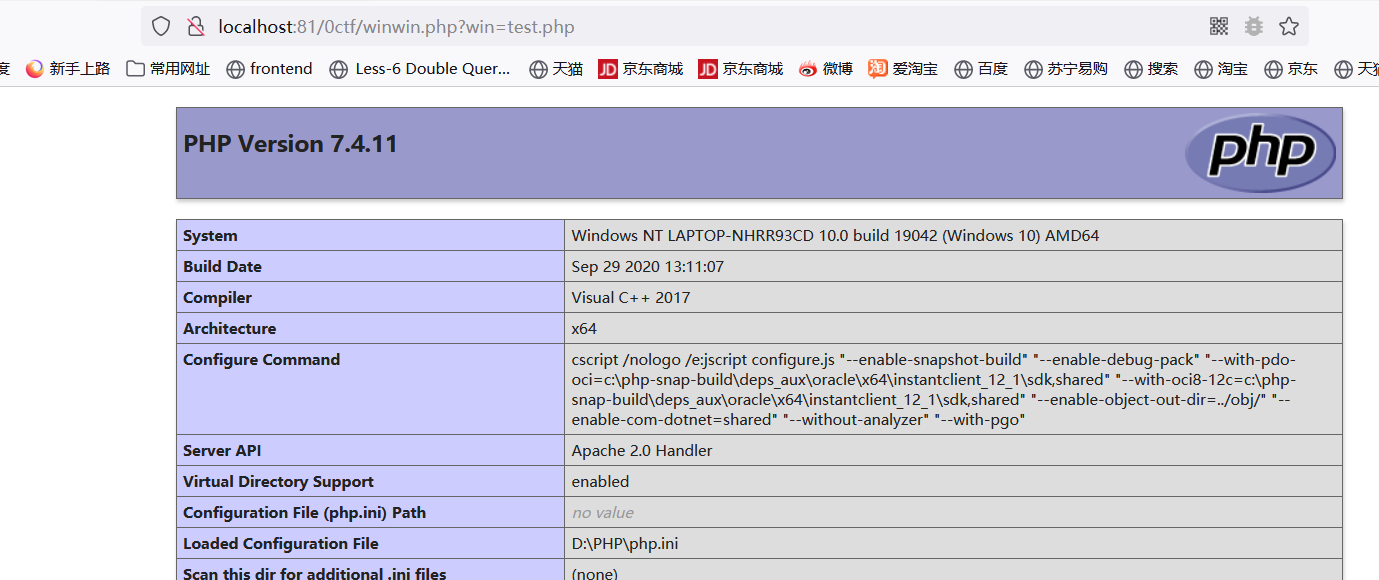 localhost:81/0ctf/winwin.php?win=test.php
度 新手上路 常用网址 frontend Less-6 Double Quer... 天猫 京东商城 京东商城 微博 爱淘宝 百度 苏宁易购 搜索 淘宝 京东 天猫
PHP Version 7.4.11
php
System Windows NT LAPTOP-NHRR93CD 10.0 build 19042 (Windows 10) AMD64
Build Date Sep 29 2020 13:11:07
Compiler Visual C++ 2017
Architecture x64
Configure Command cscript /nologo /e:jscript configure.js "--enable-snapshot-build" "--enable-debug-pack" "--with-pdo-
oci=c:\php-snap-build\deps_aux\oracle\x64\instantclient_12_1\sdk,shared" "--with-oci8-12c=c:\php-
snap-build\deps_aux\oracle\x64\instantclient_12_1\sdk,shared" "--enable-object-out-dir=../obj/" "--
enable-com-dotnet=shared" "--without-analyzer" "--with-pgo"
Server API Apache 2.0 Handler
Virtual Directory Support enabled
Configuration File (php.ini) Path no value
Loaded Configuration File D:\PHP\php.ini
Scan this dir for additional .ini files (none)